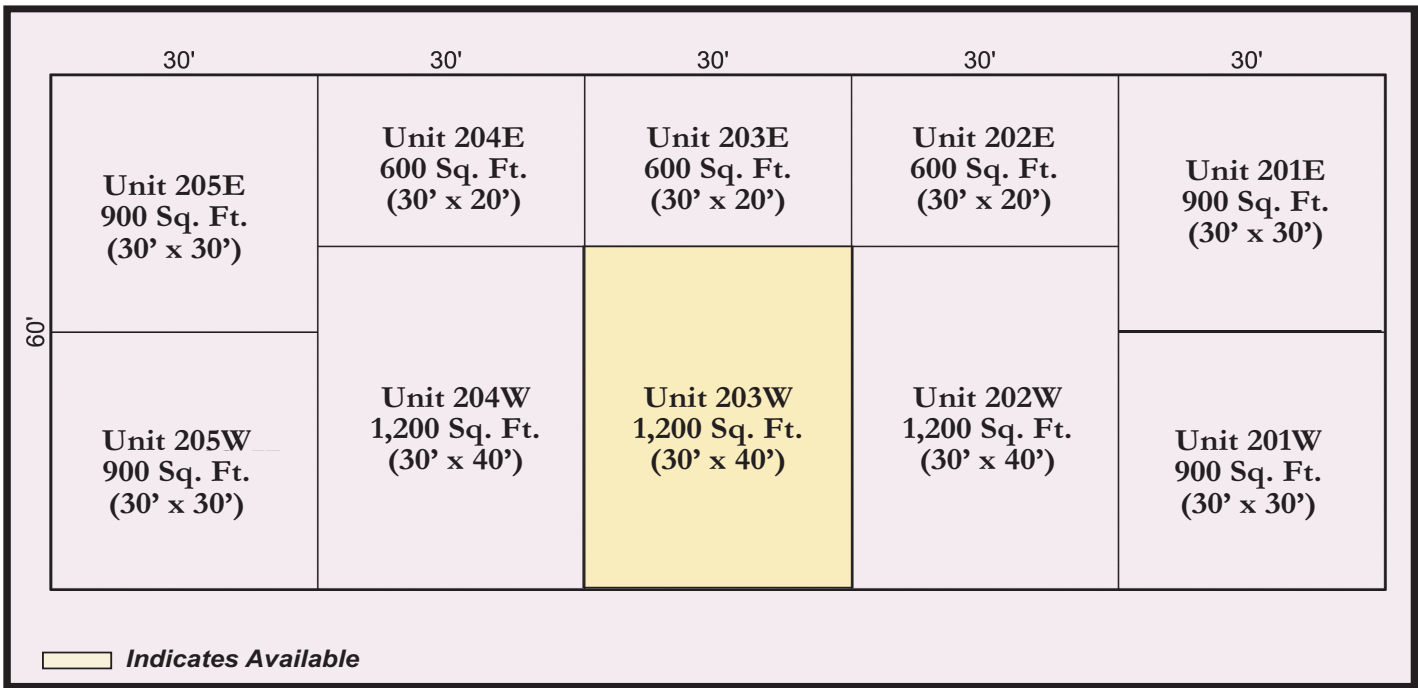 30'
30'
30'
30'
30'
60'
Unit 205E
900 Sq. Ft.
(30’ x 30’)
Unit 204E
600 Sq. Ft.
(30’ x 20’)
Unit 203E
600 Sq. Ft.
(30’ x 20’)
Unit 202E
600 Sq. Ft.
(30’ x 20’)
Unit 201E
900 Sq. Ft.
(30’ x 30’)
Unit 205W
900 Sq. Ft.
(30’ x 30’)
Unit 204W
1,200 Sq. Ft.
(30’ x 40’)
Unit 203W
1,200 Sq. Ft.
(30’ x 40’)
Unit 202W
1,200 Sq. Ft.
(30’ x 40’)
Unit 201W
900 Sq. Ft.
(30’ x 30’)
Indicates Available